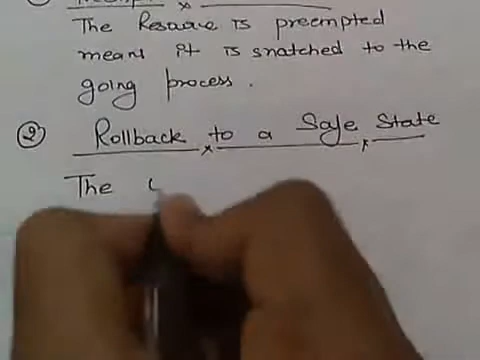 The Resource is preempted
means it is snatched to the
going process.
② Rollback to a Safe State
The